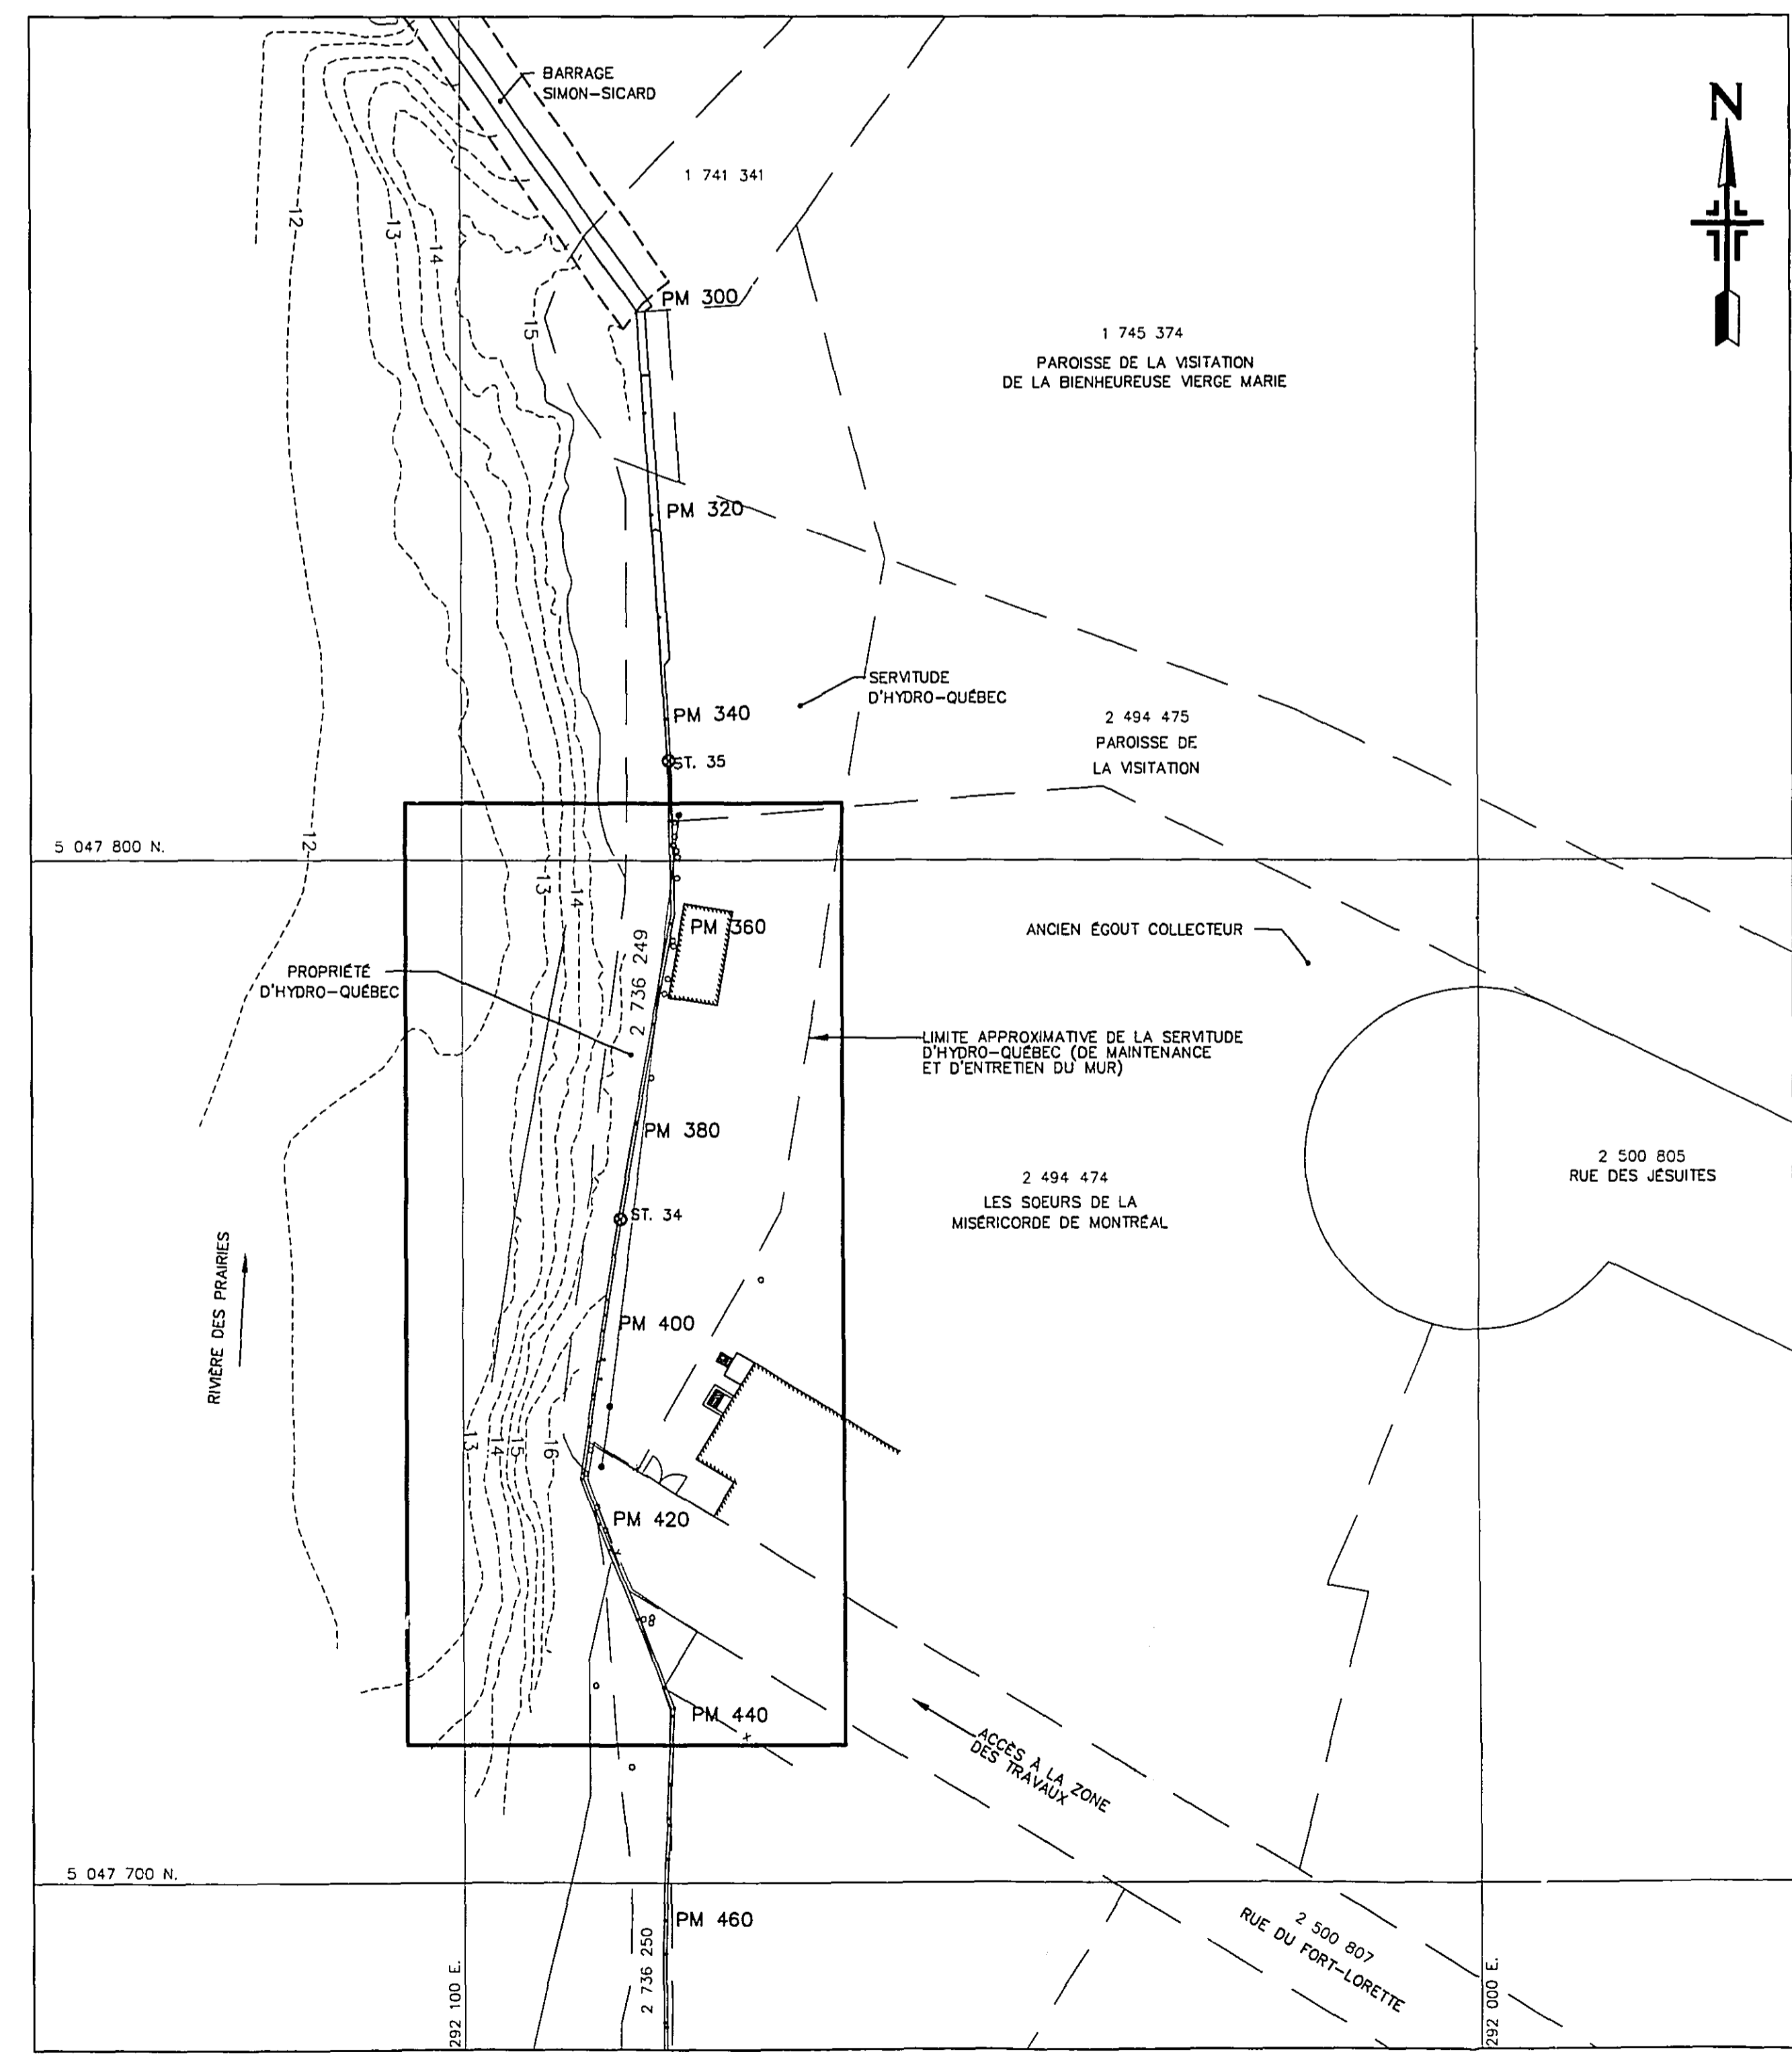 BARRAGE
SIMON-SICARD
N
1 741 341
12
13
14
PM 300
15
1 745 374
PAROISSE DE LA VISITATION
DE LA BIENHEUREUSE VIERGE MARIE
PM 320
SERVITUDE
D'HYDRO-QUÉBEC
PM 340
2 494 475
PAROISSE DE
LA VISITATION
ST. 35
5 047 800 N.
12
13
14
PM 360
2 736 249
ANCIEN ÉGOUT COLLECTEUR
PROPRIÉTÉ
D'HYDRO-QUÉBEC
LIMITE APPROXIMATIVE DE LA SERVITUDE
D'HYDRO-QUÉBEC (DE MAINTENANCE
ET D'ENTRETIEN DU MUR)
PM 380
2 500 805
RUE DES JÉSUITES
2 494 474
LES SOEURS DE LA
MISÉRICORDE DE MONTRÉAL
ST. 34
RIVIÈRE DES PRAIRIES
PM 400
13
14
15
16
PM 420
PM 440
ACCÈS À LA ZONE
DES TRAVAUX
5 047 700 N.
PM 460
2 736 250
2 500 807
RUE DU FORT-LORETTE
292 100 E.
292 000 E.